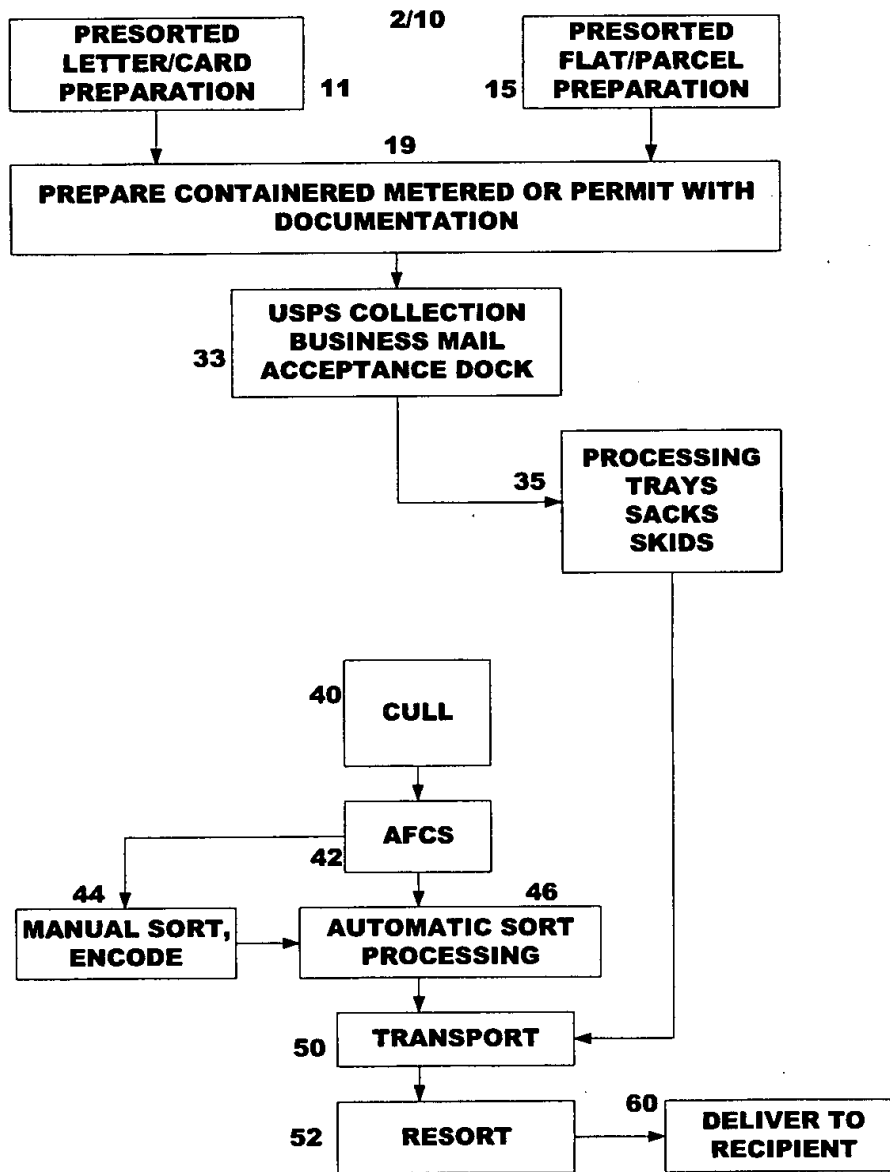 2/10
PRESORTED
LETTER/CARD
PREPARATION
11
PRESORTED
FLAT/PARCEL
PREPARATION
15
19
PREPARE CONTAINERED METERED OR PERMIT WITH
DOCUMENTATION
USPS COLLECTION
BUSINESS MAIL
ACCEPTANCE DOCK
33
35
PROCESSING
TRAYS
SACKS
SKIDS
40
CULL
AFCS
42
44
MANUAL SORT,
ENCODE
46
AUTOMATIC SORT
PROCESSING
TRANSPORT
50
RESORT
52
60
DELIVER TO
RECIPIENT